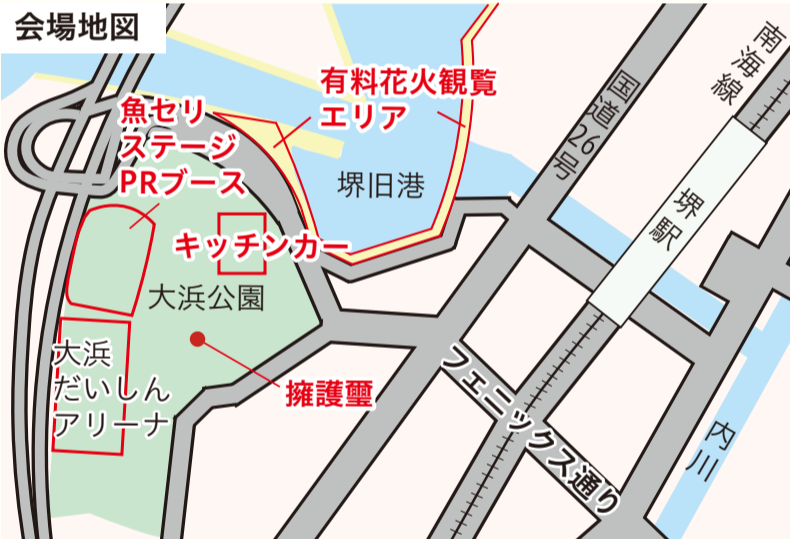 会場地図
有料花火観覧
エリア
魚セリ
ステージ
PRブース
国道26号
南海線
堺旧港
堺駅
キッチンカー
大浜公園
大浜
だいしん
アリーナ
擁護璽
フェニックス通り
内川